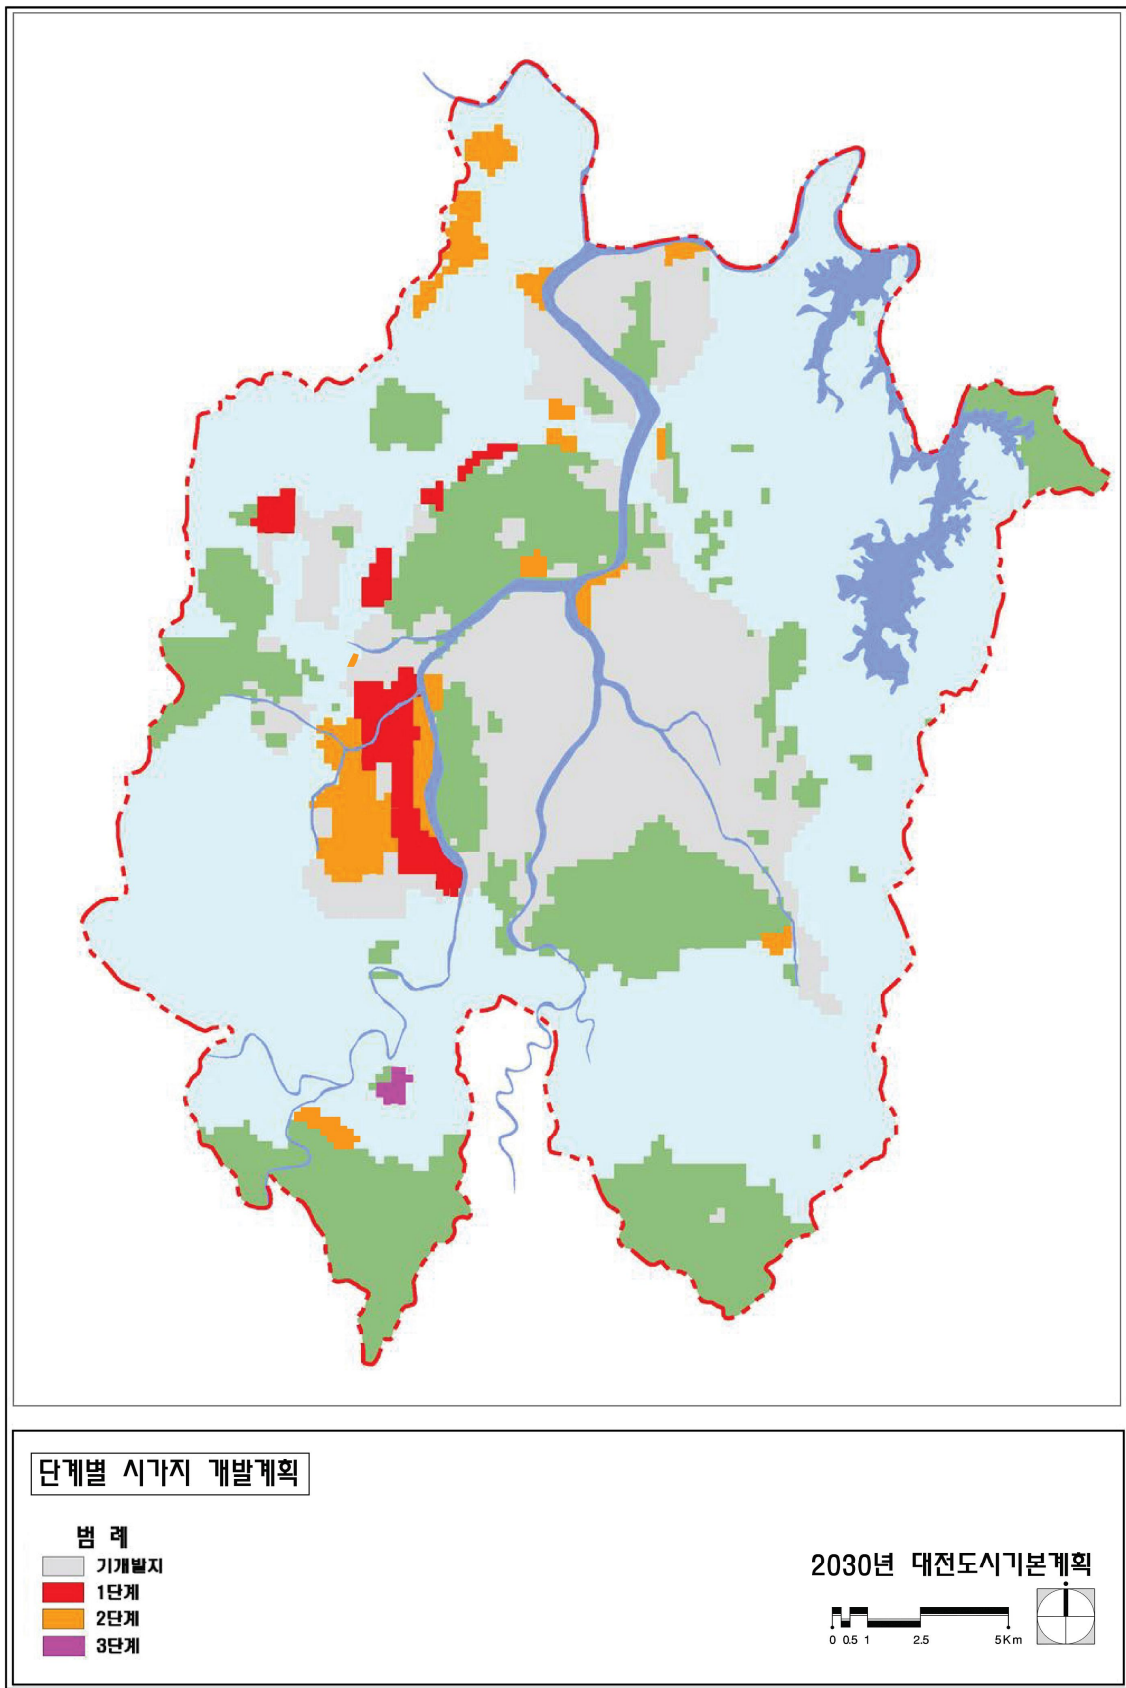 단계별 시가지 개발계획
범 례
기개발지
1단계
2단계
3단계
2030년 대전도시기본계획
0 0.5 1 2.5 5Km